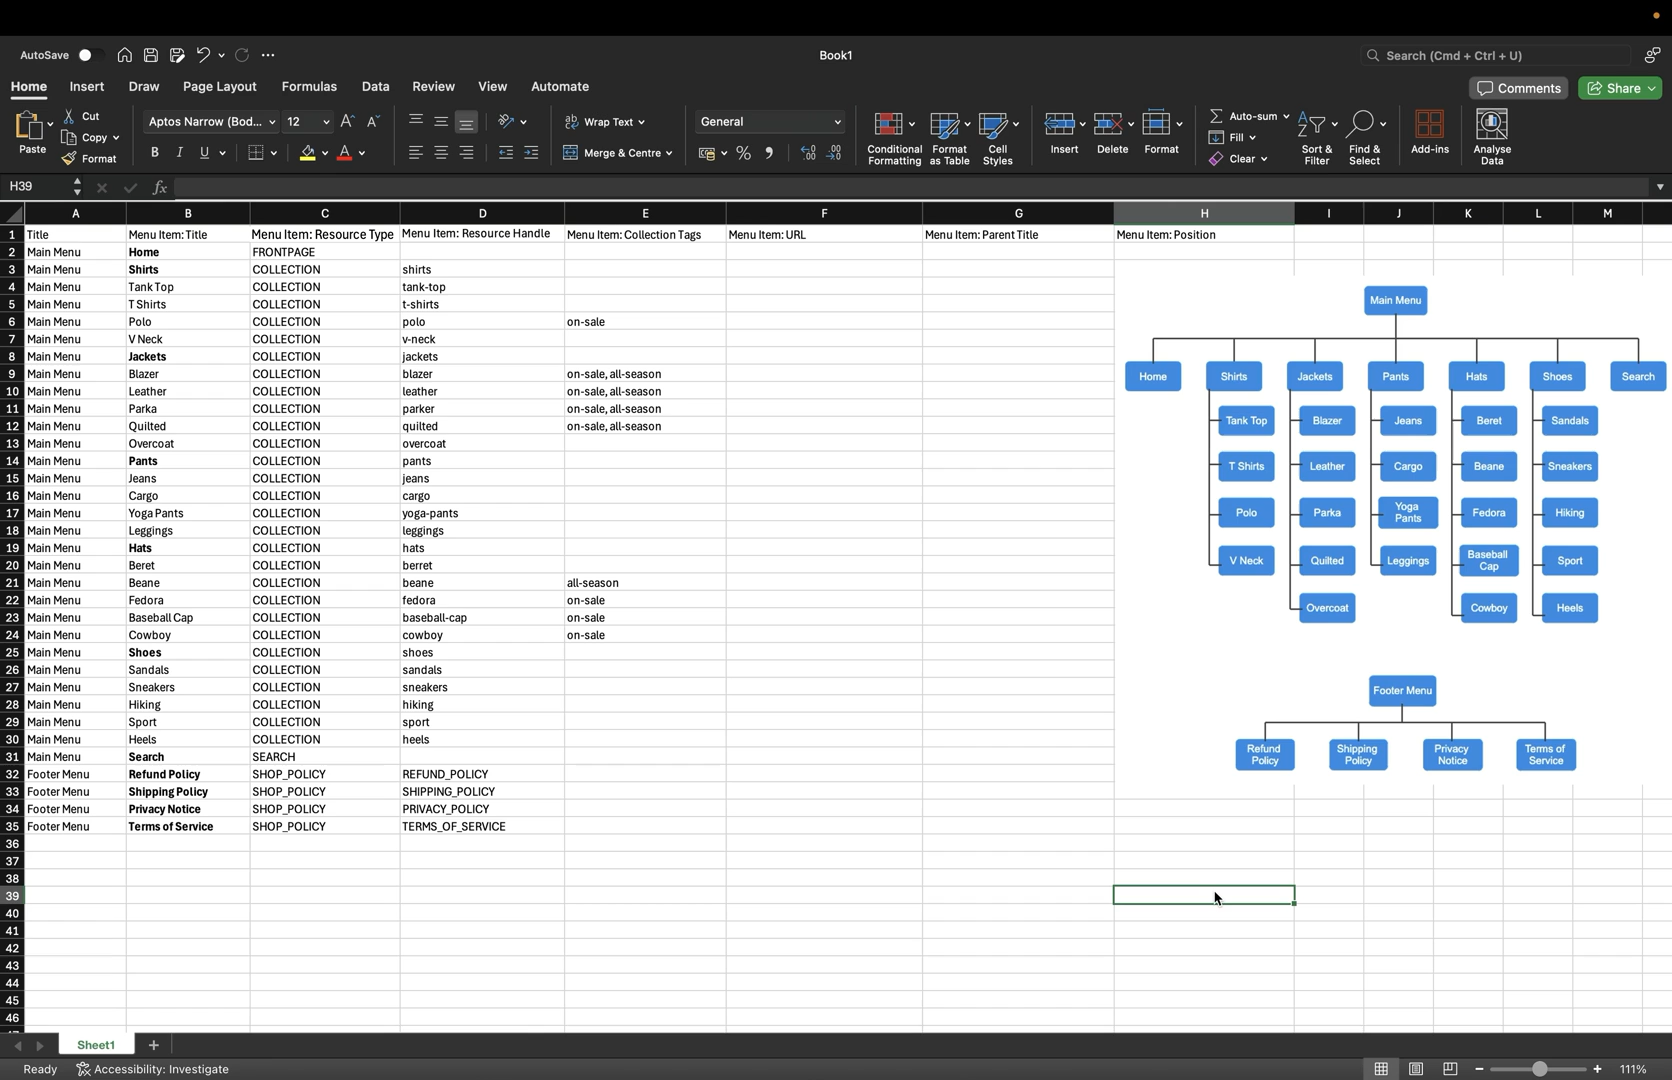 AutoSave
Book1
Search (Cmd + Ctrl + U)
Home Insert Draw Page Layout Formulas Data Review View Automate
Comments Share
Paste
Cut
Copy
Format
Aptos Narrow (Bod... 12
B I U
Wrap Text
Merge & Centre
General
Conditional Formatting
Format as Table
Cell Styles
Insert Delete Format
Auto-sum
Fill
Clear
Sort & Filter
Find & Select
Add-ins
Analyse Data
H39 fx
A B C D E F G H I J K L M
1 Title Menu Item: Title Menu Item: Resource Type Menu Item: Resource Handle Menu Item: Collection Tags Menu Item: URL Menu Item: Parent Title Menu Item: Position
2 Main Menu Home FRONTPAGE
3 Main Menu Shirts COLLECTION shirts
4 Main Menu Tank Top COLLECTION tank-top
5 Main Menu T Shirts COLLECTION t-shirts
6 Main Menu Polo COLLECTION polo on-sale
7 Main Menu V Neck COLLECTION v-neck
8 Main Menu Jackets COLLECTION jackets
9 Main Menu Blazer COLLECTION blazer on-sale, all-season
10 Main Menu Leather COLLECTION leather on-sale, all-season
11 Main Menu Parka COLLECTION parker on-sale, all-season
12 Main Menu Quilted COLLECTION quilted on-sale, all-season
13 Main Menu Overcoat COLLECTION overcoat
14 Main Menu Pants COLLECTION pants
15 Main Menu Jeans COLLECTION jeans
16 Main Menu Cargo COLLECTION cargo
17 Main Menu Yoga Pants COLLECTION yoga-pants
18 Main Menu Leggings COLLECTION leggings
19 Main Menu Hats COLLECTION hats
20 Main Menu Beret COLLECTION berret
21 Main Menu Beane COLLECTION beane all-season
22 Main Menu Fedora COLLECTION fedora on-sale
23 Main Menu Baseball Cap COLLECTION baseball-cap on-sale
24 Main Menu Cowboy COLLECTION cowboy on-sale
25 Main Menu Shoes COLLECTION shoes
26 Main Menu Sandals COLLECTION sandals
27 Main Menu Sneakers COLLECTION sneakers
28 Main Menu Hiking COLLECTION hiking
29 Main Menu Sport COLLECTION sport
30 Main Menu Heels COLLECTION heels
31 Main Menu Search SEARCH
32 Footer Menu Refund Policy SHOP_POLICY REFUND_POLICY
33 Footer Menu Shipping Policy SHOP_POLICY SHIPPING_POLICY
34 Footer Menu Privacy Notice SHOP_POLICY PRIVACY_POLICY
35 Footer Menu Terms of Service SHOP_POLICY TERMS_OF_SERVICE
36
37
38
39
40
41
42
43
44
45
46
Main Menu
Home Shirts Jackets Pants Hats Shoes Search
Tank Top Blazer Jeans Beret Sandals
T Shirts Leather Cargo Beane Sneakers
Polo Parka Yoga Pants Fedora Hiking
V Neck Quilted Leggings Baseball Cap Sport
Overcoat Cowboy Heels
Footer Menu
Refund Policy Shipping Policy Privacy Notice Terms of Service
Sheet1
Ready Accessibility: Investigate 111%